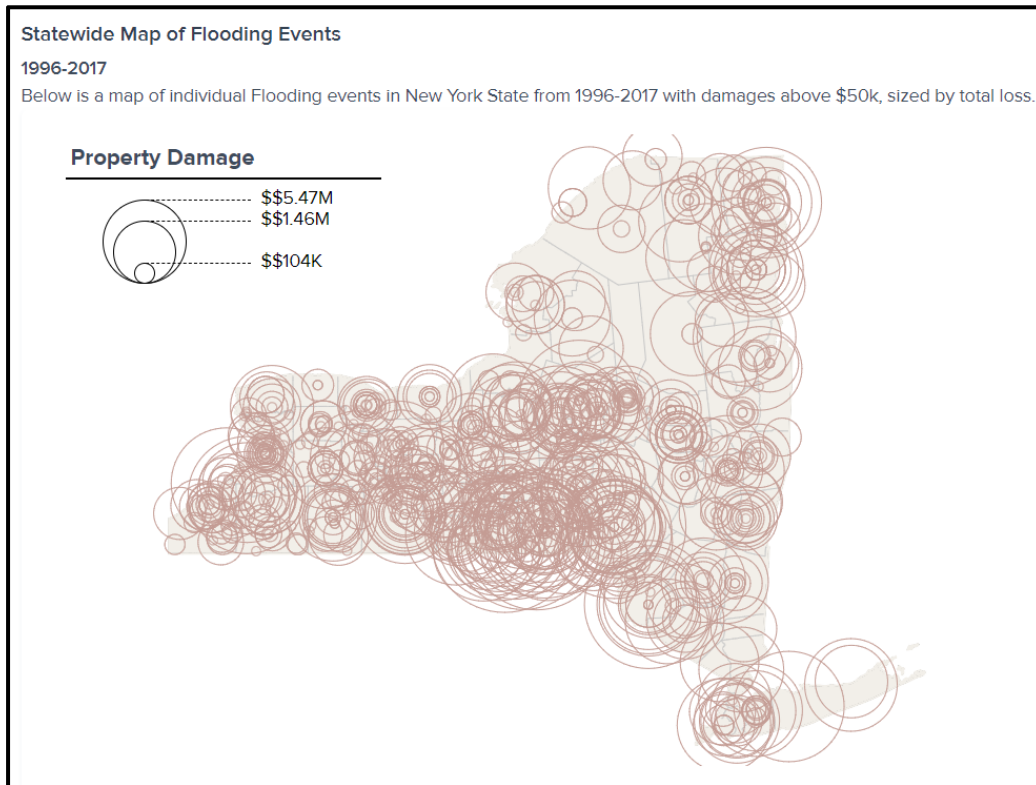 Statewide Map of Flooding Events
1996-2017
Below is a map of individual Flooding events in New York State from 1996-2017 with damages above $50k, sized by total loss.
Property Damage
$$5.47M
$$1.46M
$$104K